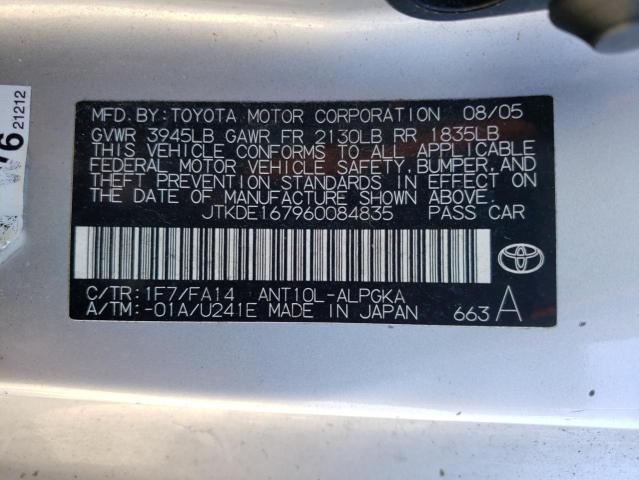 76
21212
MFD. BY: TOYOTA MOTOR CORPORATION 08/05
GVWR 3945LB GAWR FR 2130LB RR 1835LB
THIS VEHICLE CONFORMS TO ALL APPLICABLE
FEDERAL MOTOR VEHICLE SAFETY, BUMPER, AND
THEFT PREVENTION STANDARDS IN EFFECT ON
THE DATE OF MANUFACTURE SHOWN ABOVE.
JTKDE167960084835 PASS CAR
C/TR: 1F7/FA14 ANT10L-ALPGKA
A/TM: -01A/U241E MADE IN JAPAN 663 A